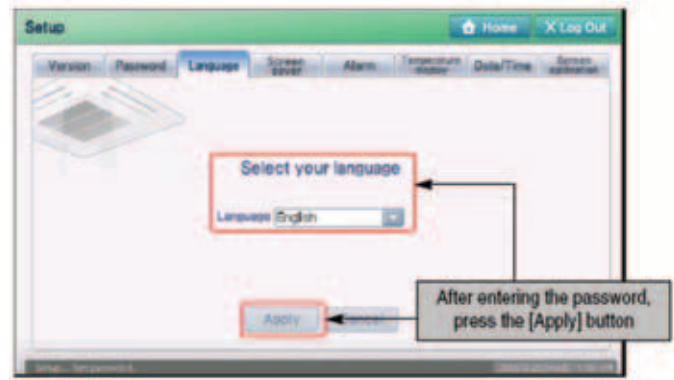 Setup
Home
X Log Out
Version
Password
Language
Screen
saver
Alarm
Temperature
display
Date/Time
Screen
calibration
Select your language
Language English
Apply
Cancel
After entering the password,
press the [Apply] button